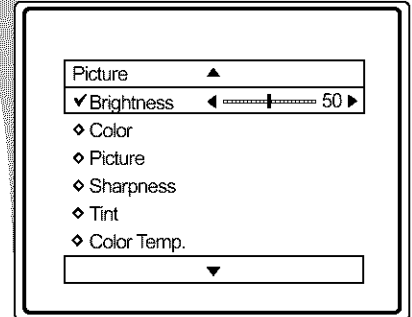 Picture
Brightness 50
Color
Picture
Sharpness
Tint
Color Temp.